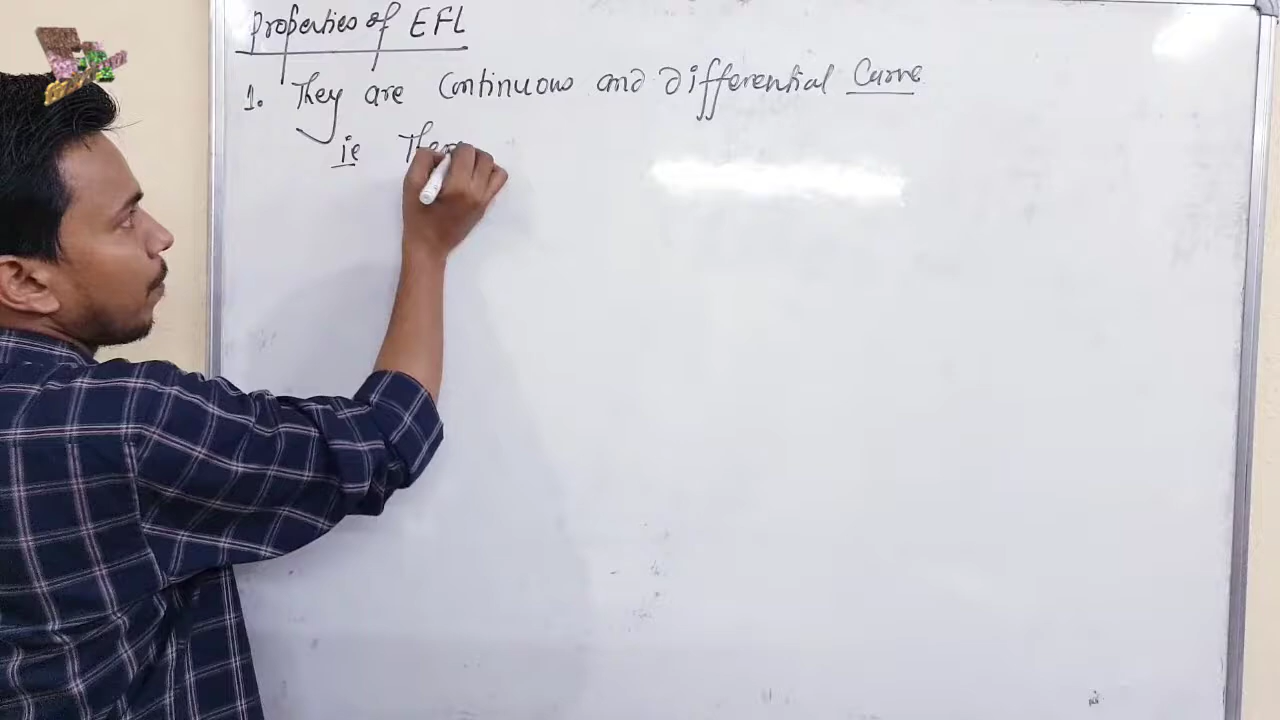 Properties of EFL
1. They are Continuous and differential Curve
ie